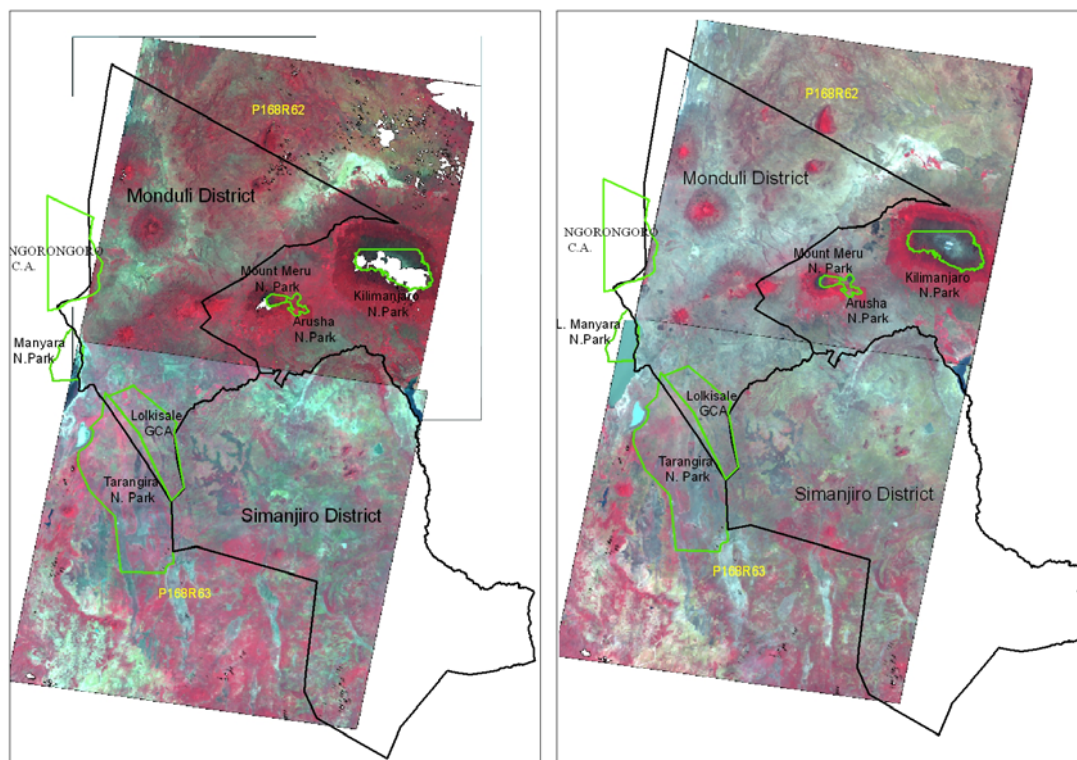 P168R62
Monduli District
NGORONGORO
C.A.
Mount Meru
N. Park
Kilimanjaro
N.Park
Arusha
N.Park
Manyara
N.Park
Lolkisale
GCA
Tarangira
N. Park
Simanjiro District
P168R63
P168R62
Monduli District
NGORONGORO
C.A.
Mount Meru
N. Park
Kilimanjaro
N.Park
Arusha
N.Park
L. Manyara
N.Park
Lolkisale
GCA
Tarangira
N. Park
Simanjiro District
P168R63